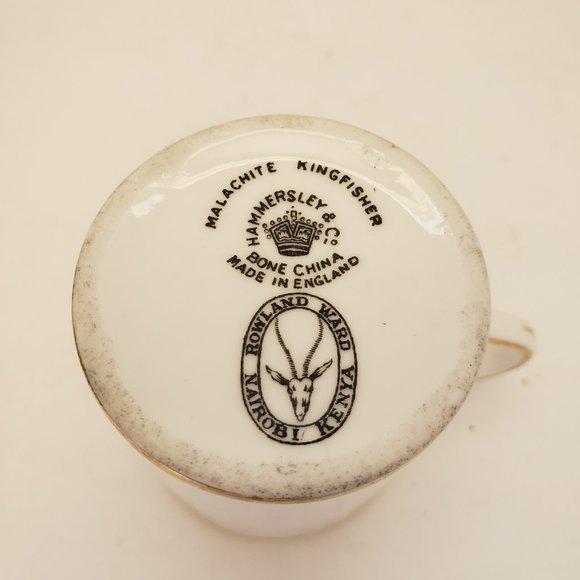 MALACHITE KINGFISHER
HAMMERSLEY & Co
BONE CHINA
MADE IN ENGLAND
ROWLAND WARD
NAIROBI KENYA